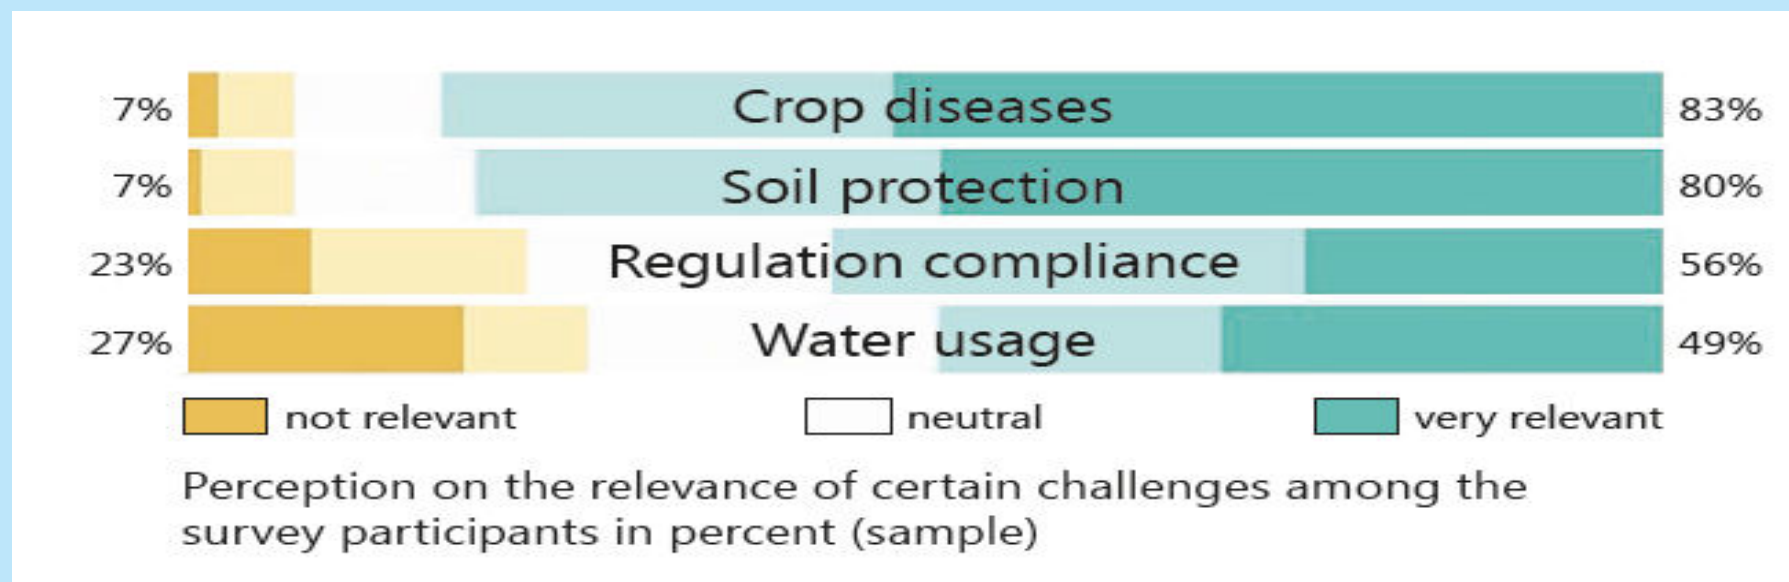 7% Crop diseases 83%
7% Soil protection 80%
23% Regulation compliance 56%
27% Water usage 49%
not relevant neutral very relevant
Perception on the relevance of certain challenges among the
survey participants in percent (sample)